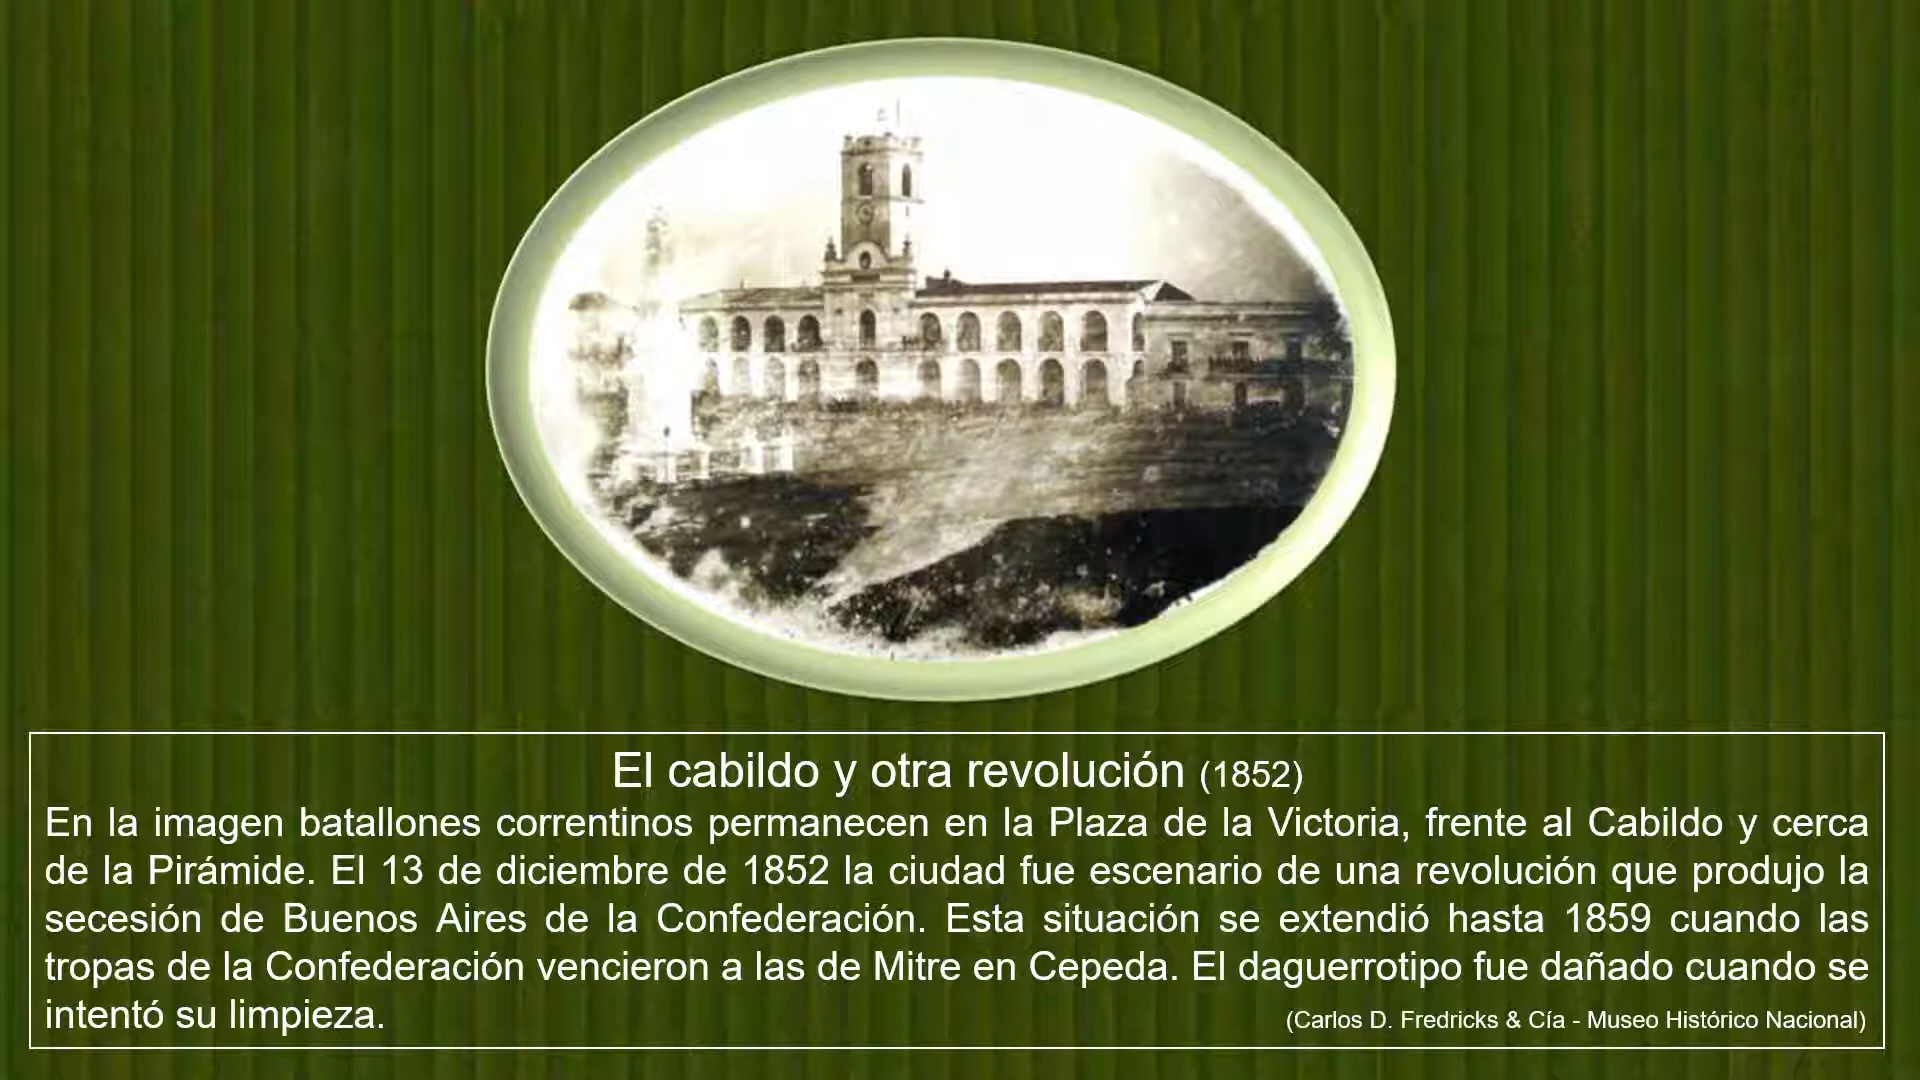 El cabildo y otra revolución (1852)
En la imagen batallones correntinos permanecen en la Plaza de la Victoria, frente al Cabildo y cerca
de la Pirámide. El 13 de diciembre de 1852 la ciudad fue escenario de una revolución que produjo la
secesión de Buenos Aires de la Confederación. Esta situación se extendió hasta 1859 cuando las
tropas de la Confederación vencieron a las de Mitre en Cepeda. El daguerrotipo fue dañado cuando se
intentó su limpieza. (Carlos D. Fredricks & Cía - Museo Histórico Nacional)